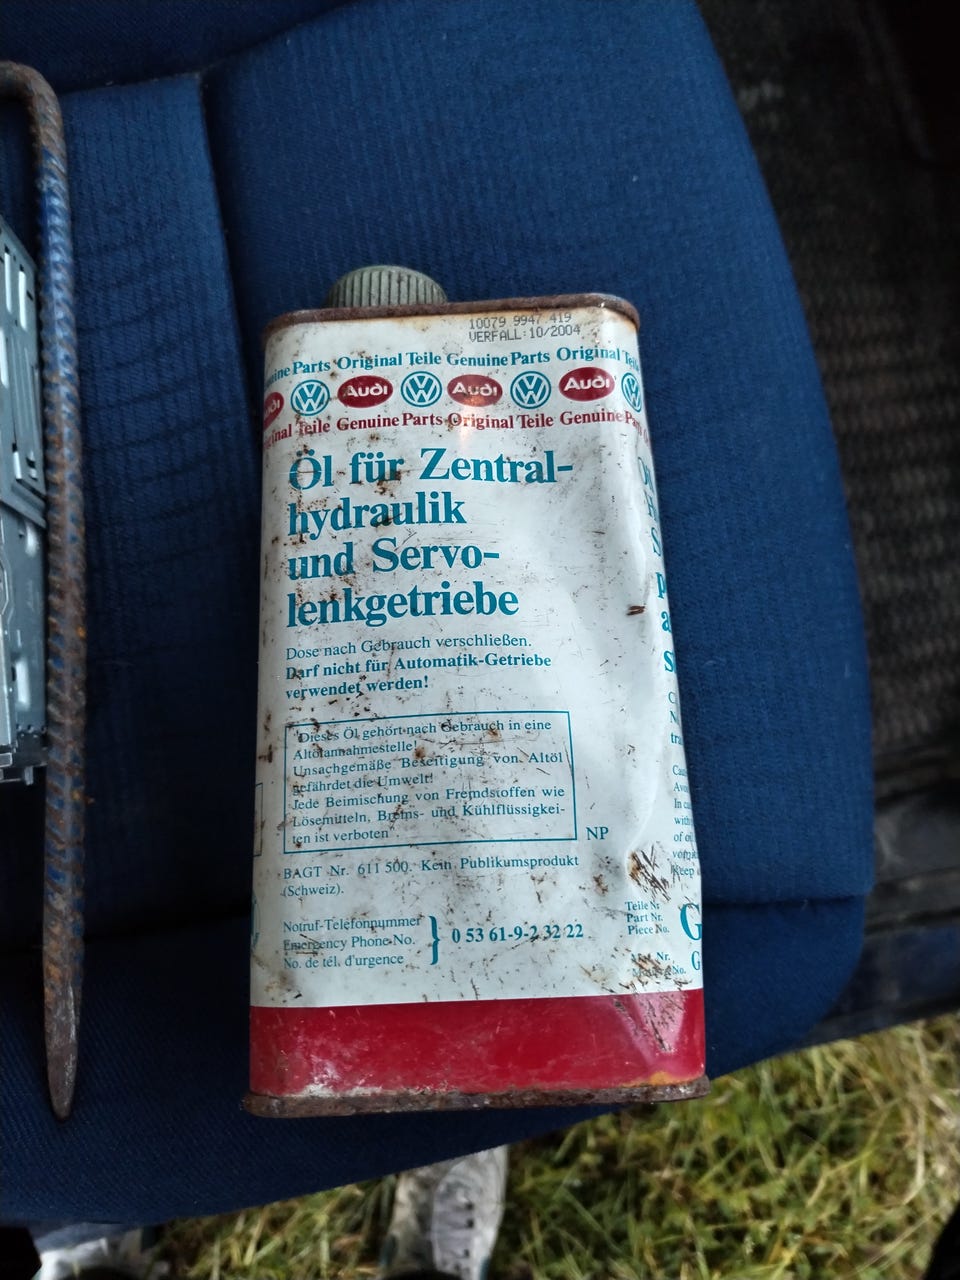 10079 9947 419
VERFALL:10/2004
Parts Original Teile Genuine Parts Original
Audi Audi Audi
Teile Genuine Parts Original Teile Genuine
Öl für Zentral-
hydraulik
und Servo-
lenkgetriebe
Dose nach Gebrauch verschließen.
Darf nicht für Automatik-Getriebe
verwendet werden!
"Dieses Öl gehört nach Gebrauch in eine
Altölannahmestelle!
Unsachgemäße Beseitigung von Altöl
gefährdet die Umwelt!
Jede Beimischung von Fremdstoffen wie
Lösemitteln, Brems- und Kühlflüssigkei-
ten ist verboten"
NP
BAGT Nr. 611 500. Kein Publikumsprodukt
(Schweiz).
Notruf-Telefonnummer
Emergency Phone-No.
No. de tél. d'urgence
0 53 61-9-2 32 22
Teile Nr
Part Nr.
Piece No.
G